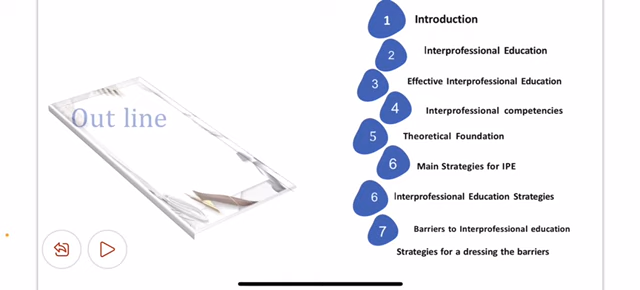 Out line
1 Introduction
2 Interprofessional Education
3 Effective Interprofessional Education
4 Interprofessional competencies
5 Theoretical Foundation
6 Main Strategies for IPE
6 Interprofessional Education Strategies
7 Barriers to Interprofessional education
Strategies for a dressing the barriers